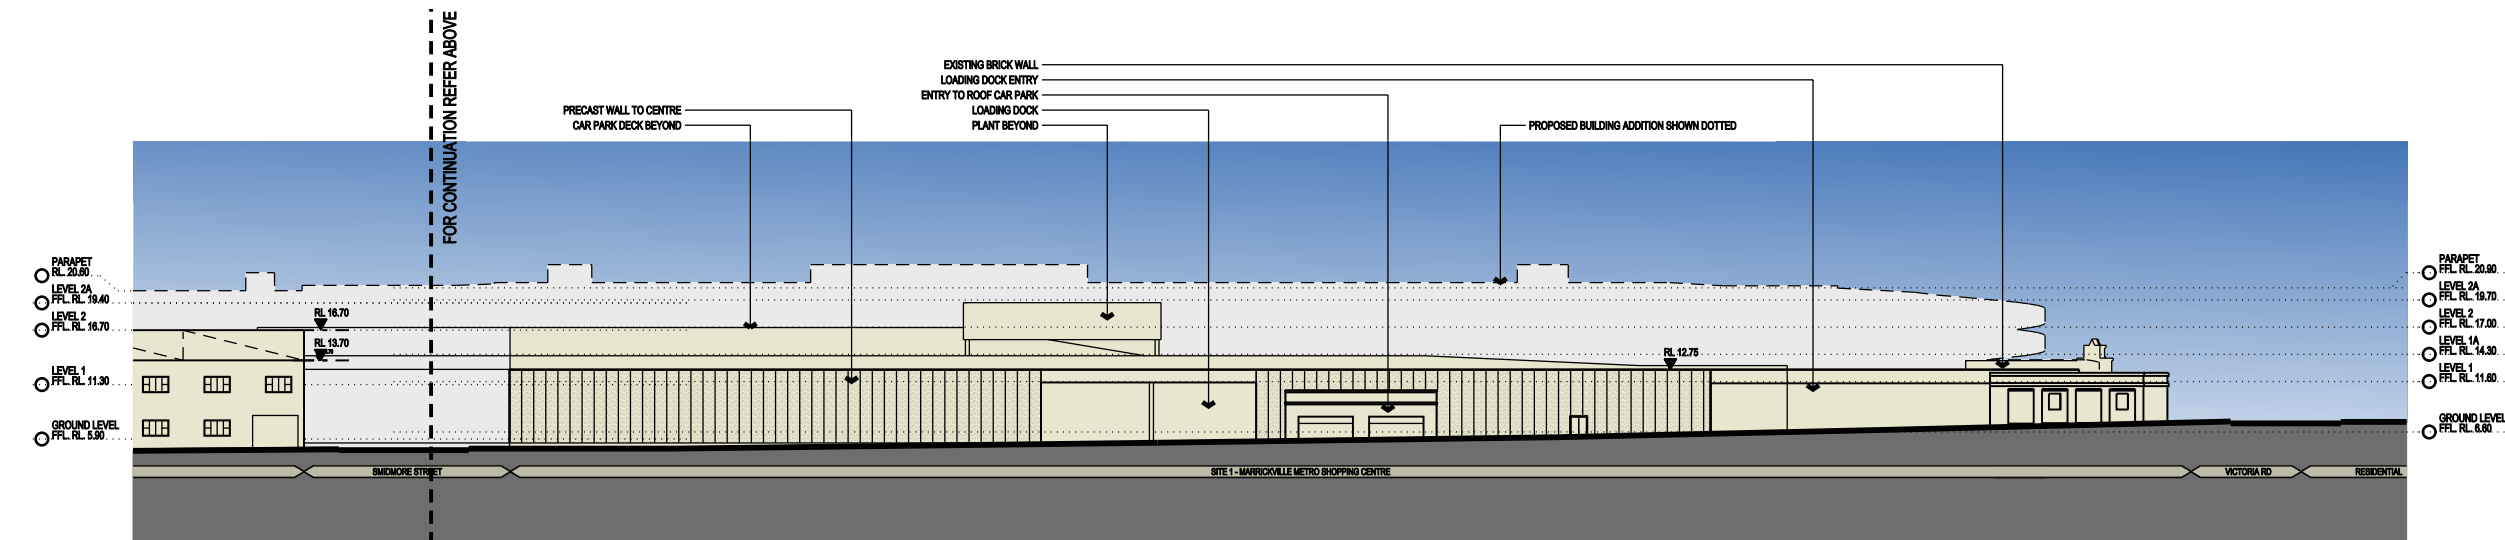 FOR CONTINUATION REFER ABOVE
EXISTING BRICK WALL
LOADING DOCK ENTRY
ENTRY TO ROOF CAR PARK
PRECAST WALL TO CENTRE
LOADING DOCK
CAR PARK DECK BEYOND
PLANT BEYOND
PROPOSED BUILDING ADDITION SHOWN DOTTED
PARAPET
RL. 20.60
LEVEL 2A
FFL. RL. 19.40
LEVEL 2
FFL. RL. 16.70
LEVEL 1
FFL. RL. 11.30
GROUND LEVEL
FFL. RL. 5.90
RL 16.70
RL 13.70
RL 12.75
PARAPET
FFL. RL. 20.90
LEVEL 2A
FFL. RL. 19.70
LEVEL 2
FFL. RL. 17.00
LEVEL 1A
FFL. RL. 14.30
LEVEL 1
FFL. RL. 11.60
GROUND LEVEL
FFL. RL. 6.60
SMIDMORE STREET
SITE 1 - MARRICKVILLE METRO SHOPPING CENTRE
VICTORIA RD
RESIDENTIAL